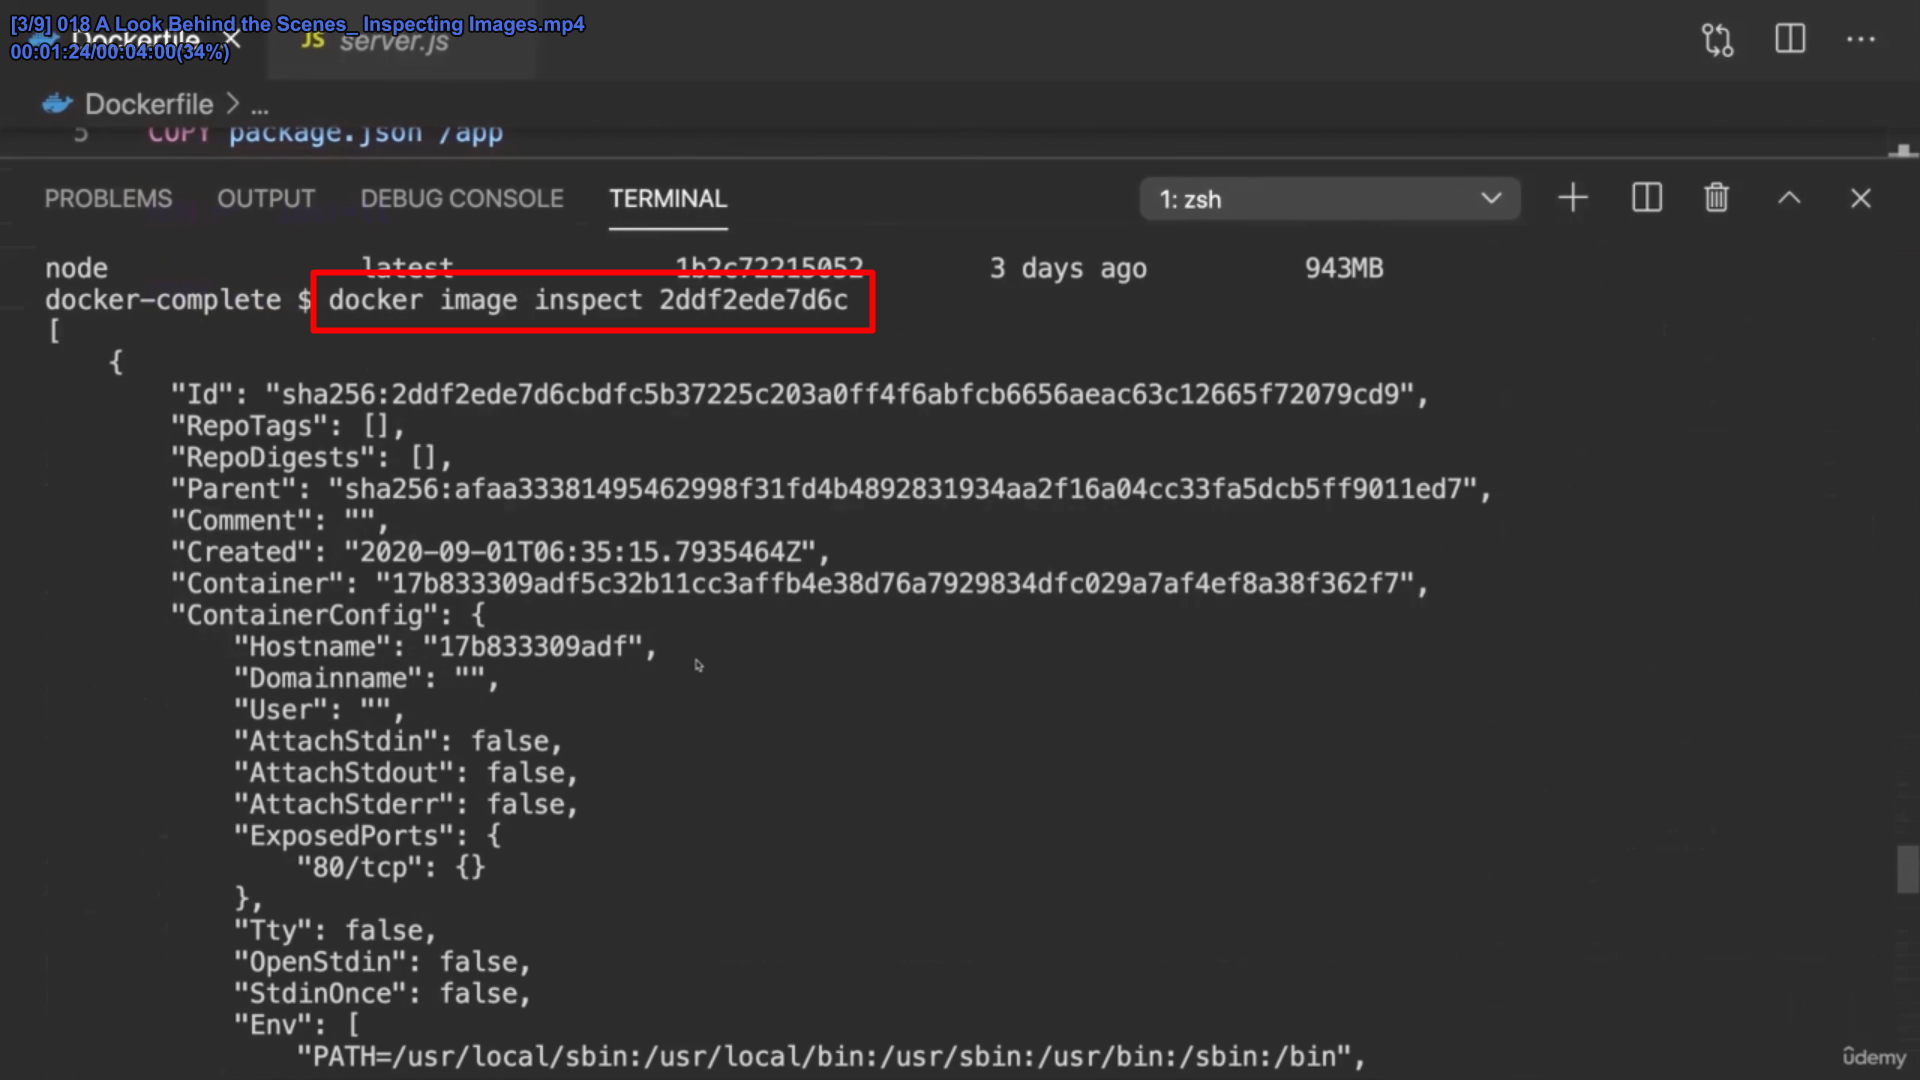 [3/9] 018 A Look Behind the Scenes_ Inspecting Images.mp4
00:01:24/00:04:00(34%)
Dockerfile
JS server.js
Dockerfile > ...
5 COPY package.json /app
PROBLEMS OUTPUT DEBUG CONSOLE TERMINAL 1: zsh
node latest 1b2c72215052 3 days ago 943MB
docker-complete $ docker image inspect 2ddf2ede7d6c
[
{
"Id": "sha256:2ddf2ede7d6cbdfc5b37225c203a0ff4f6abfcb6656aeac63c12665f72079cd9",
"RepoTags": [],
"RepoDigests": [],
"Parent": "sha256:afaa33381495462998f31fd4b4892831934aa2f16a04cc33fa5dcb5ff9011ed7",
"Comment": "",
"Created": "2020-09-01T06:35:15.7935464Z",
"Container": "17b833309adf5c32b11cc3affb4e38d76a7929834dfc029a7af4ef8a38f362f7",
"ContainerConfig": {
"Hostname": "17b833309adf",
"Domainname": "",
"User": "",
"AttachStdin": false,
"AttachStdout": false,
"AttachStderr": false,
"ExposedPorts": {
"80/tcp": {}
},
"Tty": false,
"OpenStdin": false,
"StdinOnce": false,
"Env": [
"PATH=/usr/local/sbin:/usr/local/bin:/usr/sbin:/usr/bin:/sbin:/bin",
ûdemy